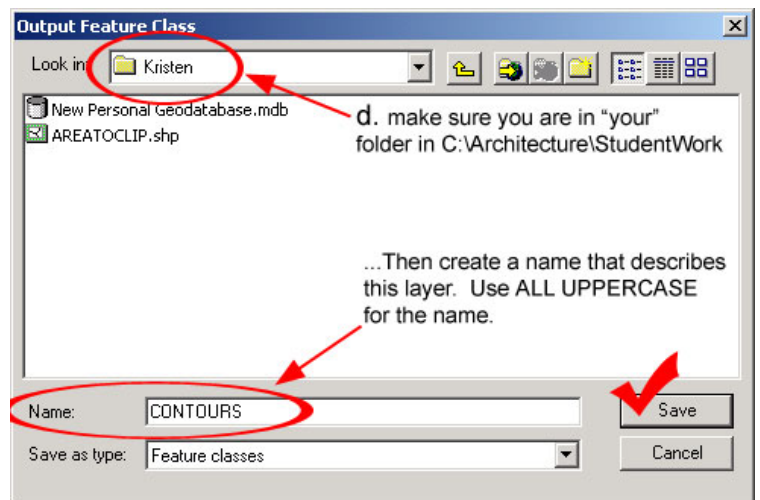 Output Feature Class
Look in: Kristen
New Personal Geodatabase.mdb
AREATOCLIP.shp
d. make sure you are in “your”
folder in C:\Architecture\StudentWork
...Then create a name that describes
this layer. Use ALL UPPERCASE
for the name.
Name: CONTOURS Save
Save as type: Feature classes Cancel